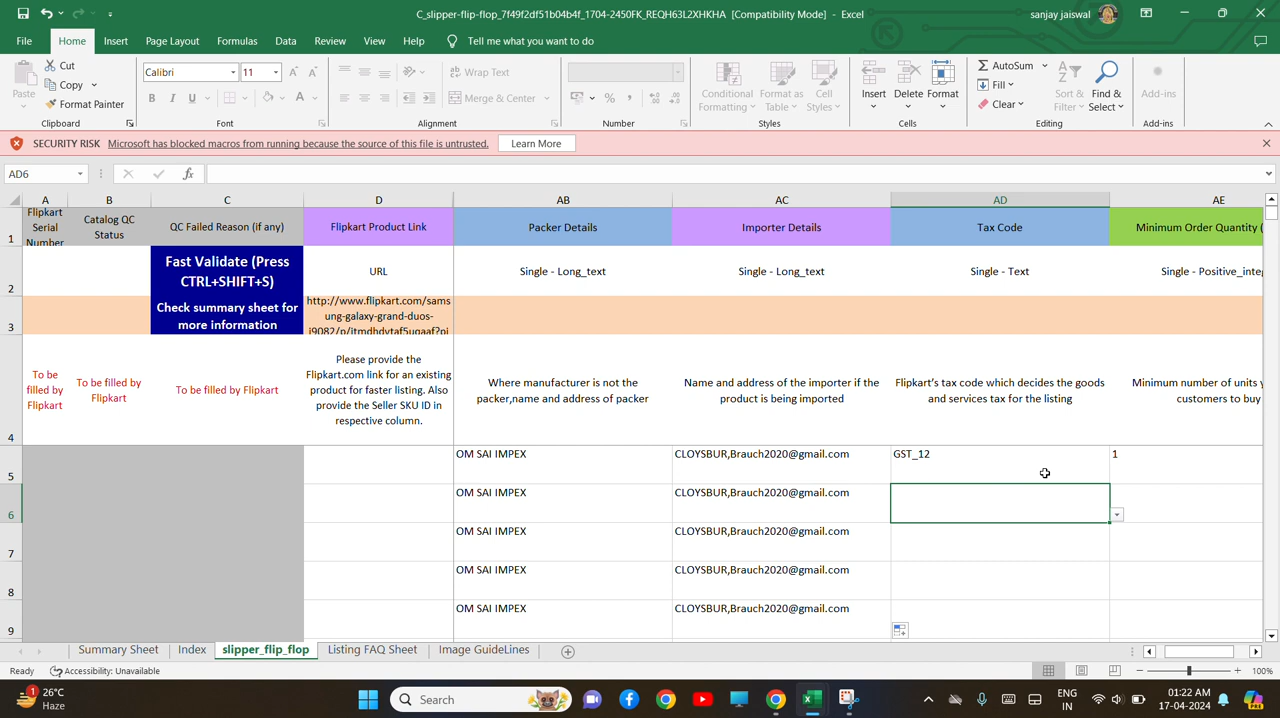 C_slipper-flip-flop_7f49f2df51b04b4f_1704-2450FK_REQH63L2XHKHA [Compatibility Mode] - Excel
sanjay jaiswal
File Home Insert Page Layout Formulas Data Review View Help Tell me what you want to do
Paste
Cut
Copy
Format Painter
Clipboard
Calibri 11
B I U
Font
Wrap Text
Merge & Center
Alignment
Number
Conditional Formatting
Format as Table
Cell Styles
Styles
Insert Delete Format
Cells
AutoSum
Fill
Clear
Sort & Filter
Find & Select
Editing
Add-ins
Add-ins
SECURITY RISK Microsoft has blocked macros from running because the source of this file is untrusted. Learn More
AD6
fx
A B C D AB AC AD AE
1
Flipkart
Serial
Number
Catalog QC
Status
QC Failed Reason (if any)
Flipkart Product Link
Packer Details
Importer Details
Tax Code
Minimum Order Quantity (
2
Fast Validate (Press
CTRL+SHIFT+S)
URL
Single - Long_text
Single - Long_text
Single - Text
Single - Positive_inte
3
Check summary sheet for
more information
http://www.flipkart.com/sams
ung-galaxy-grand-duos-
4
To be
filled by
Flipkart
To be filled by
Flipkart
To be filled by Flipkart
Please provide the
Flipkart.com link for an existing
product for faster listing. Also
provide the Seller SKU ID in
respective column.
Where manufacturer is not the
packer,name and address of packer
Name and address of the importer if the
product is being imported
Flipkart's tax code which decides the goods
and services tax for the listing
Minimum number of units
customers to buy
5 OM SAI IMPEX CLOYSBUR,Brauch2020@gmail.com GST_12 1
6 OM SAI IMPEX CLOYSBUR,Brauch2020@gmail.com
7 OM SAI IMPEX CLOYSBUR,Brauch2020@gmail.com
8 OM SAI IMPEX CLOYSBUR,Brauch2020@gmail.com
9 OM SAI IMPEX CLOYSBUR,Brauch2020@gmail.com
Summary Sheet Index slipper_flip_flop Listing FAQ Sheet Image GuideLines
Ready Accessibility: Unavailable 100%
1
26°C
Haze
Search
ENG
IN
01:22 AM
17-04-2024